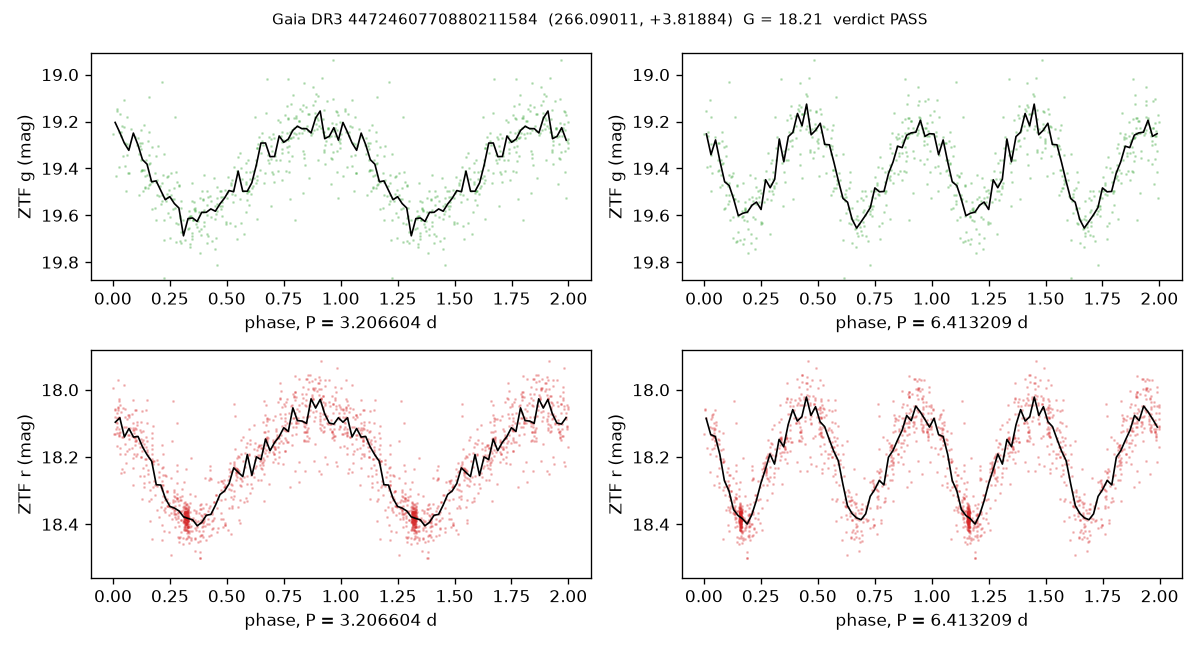 Gaia DR3 4472460770880211584  (266.09011, +3.81884)  G = 18.21  verdict PASS
ZTF g (mag)
19.0
19.2
19.4
19.6
19.8
0.00 0.25 0.50 0.75 1.00 1.25 1.50 1.75 2.00
phase, P = 3.206604 d
ZTF g (mag)
19.0
19.2
19.4
19.6
19.8
0.00 0.25 0.50 0.75 1.00 1.25 1.50 1.75 2.00
phase, P = 6.413209 d
ZTF r (mag)
18.0
18.2
18.4
0.00 0.25 0.50 0.75 1.00 1.25 1.50 1.75 2.00
phase, P = 3.206604 d
ZTF r (mag)
18.0
18.2
18.4
0.00 0.25 0.50 0.75 1.00 1.25 1.50 1.75 2.00
phase, P = 6.413209 d